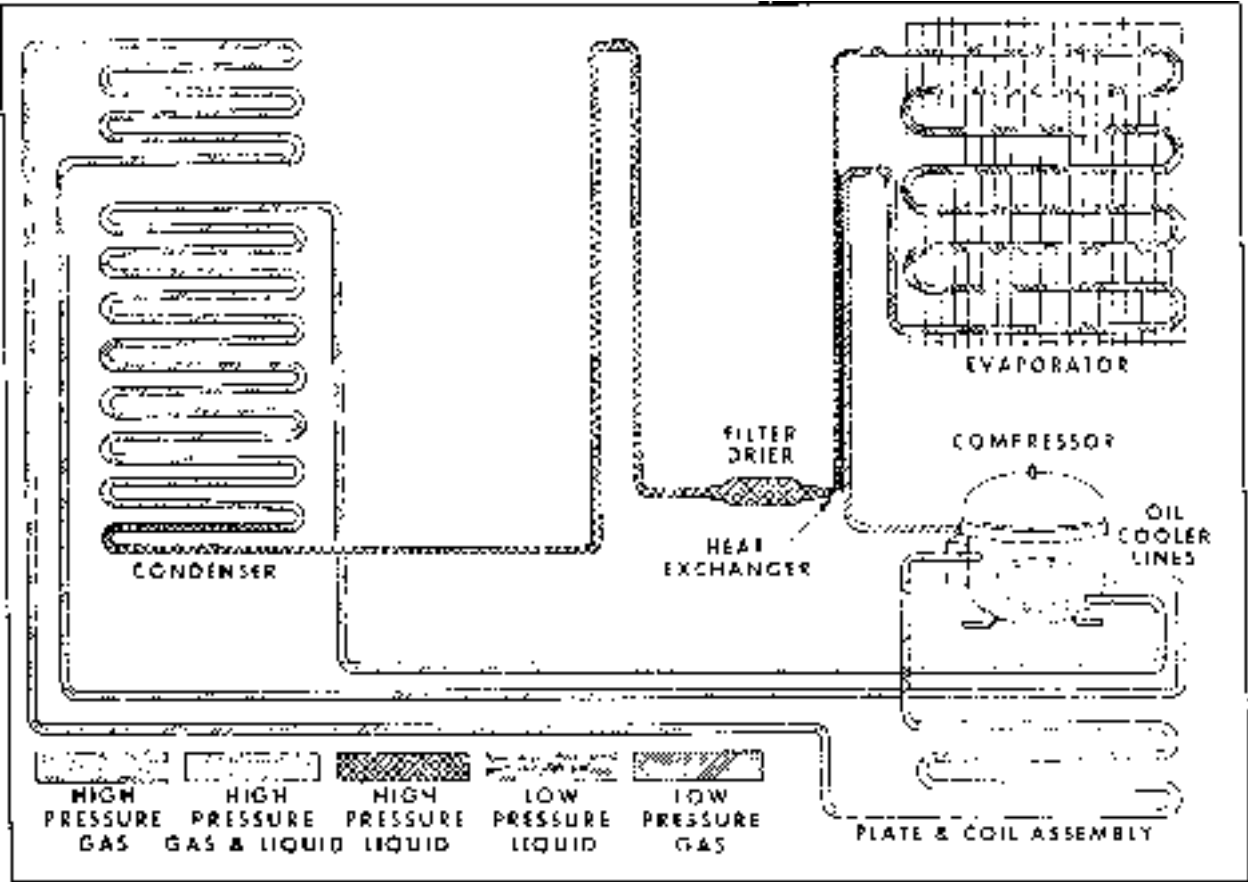 EVAPORATOR
FILTER
DRIER
COMPRESSOR
OIL
COOLER
LINES
HEAT
EXCHANGER
CONDENSER
HIGH
PRESSURE
GAS
HIGH
PRESSURE
GAS & LIQUID
HIGH
PRESSURE
LIQUID
LOW
PRESSURE
LIQUID
LOW
PRESSURE
GAS
PLATE & COIL ASSEMBLY